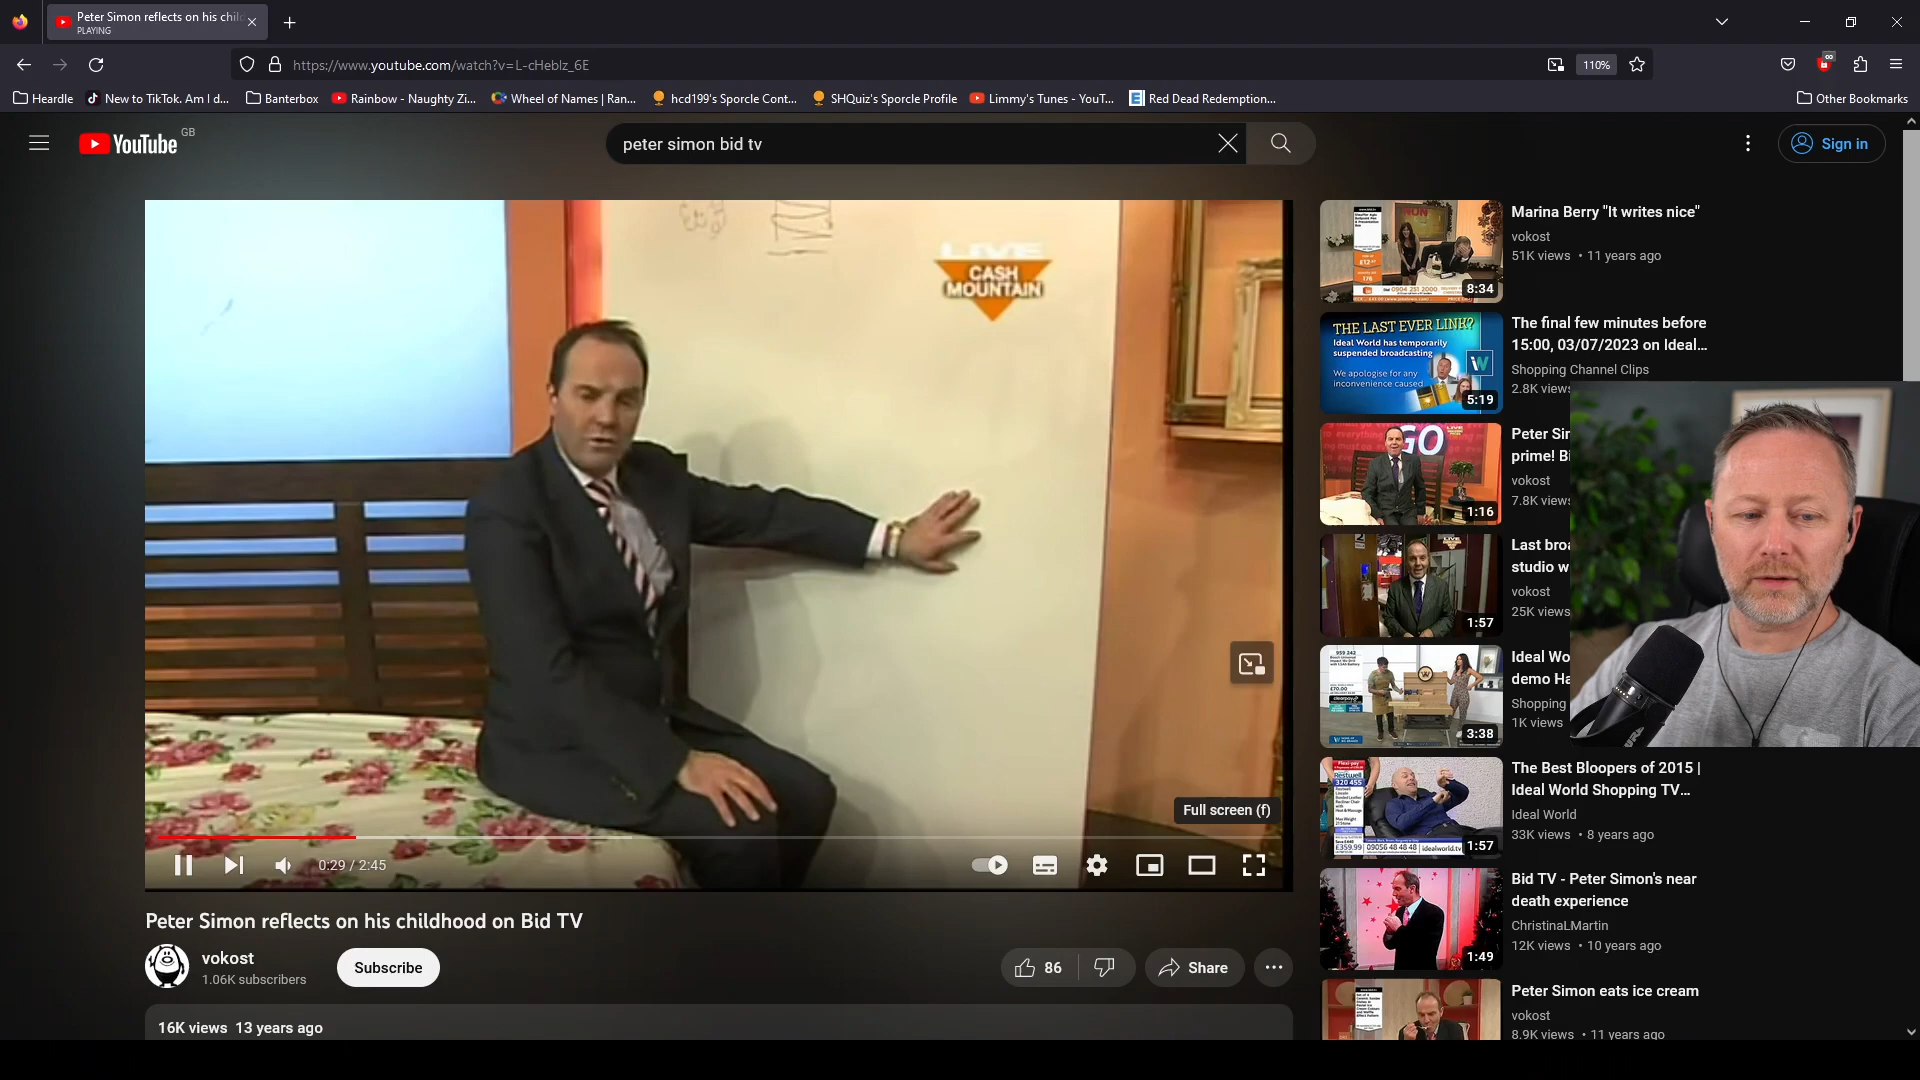 Peter Simon reflects on his chil
PLAYING
https://www.youtube.com/watch?v=L-cHeblz_6E
110%
Heardle
New to TikTok. Am I d...
Banterbox
Rainbow - Naughty Zi...
Wheel of Names | Ran...
hcd199's Sporcle Cont...
SHQuiz's Sporcle Profile
Limmy's Tunes - YouT...
Red Dead Redemption...
Other Bookmarks
YouTube GB
peter simon bid tv
Sign in
LIVE
CASH
MOUNTAIN
Full screen (f)
0:29 / 2:45
Peter Simon reflects on his childhood on Bid TV
vokost
1.06K subscribers
Subscribe
86
Share
16K views 13 years ago
8:34
Marina Berry "It writes nice"
vokost
51K views • 11 years ago
THE LAST EVER LINK?
Ideal World has temporarily
suspended broadcasting
We apologise for any
inconvenience caused
5:19
The final few minutes before
15:00, 03/07/2023 on Ideal...
Shopping Channel Clips
2.8K views
GO
1:16
Peter Sir
prime! Bi
vokost
7.8K views
1:57
Last broa
studio w
vokost
25K views
3:38
Ideal Wo
demo Ha
Shopping
1K views
£359.99
09056 48 48 48
idealworld.tv
1:57
The Best Bloopers of 2015 |
Ideal World Shopping TV...
Ideal World
33K views • 8 years ago
1:49
Bid TV - Peter Simon's near
death experience
ChristinaLMartin
12K views • 10 years ago
Peter Simon eats ice cream
vokost
8.9K views • 11 years ago